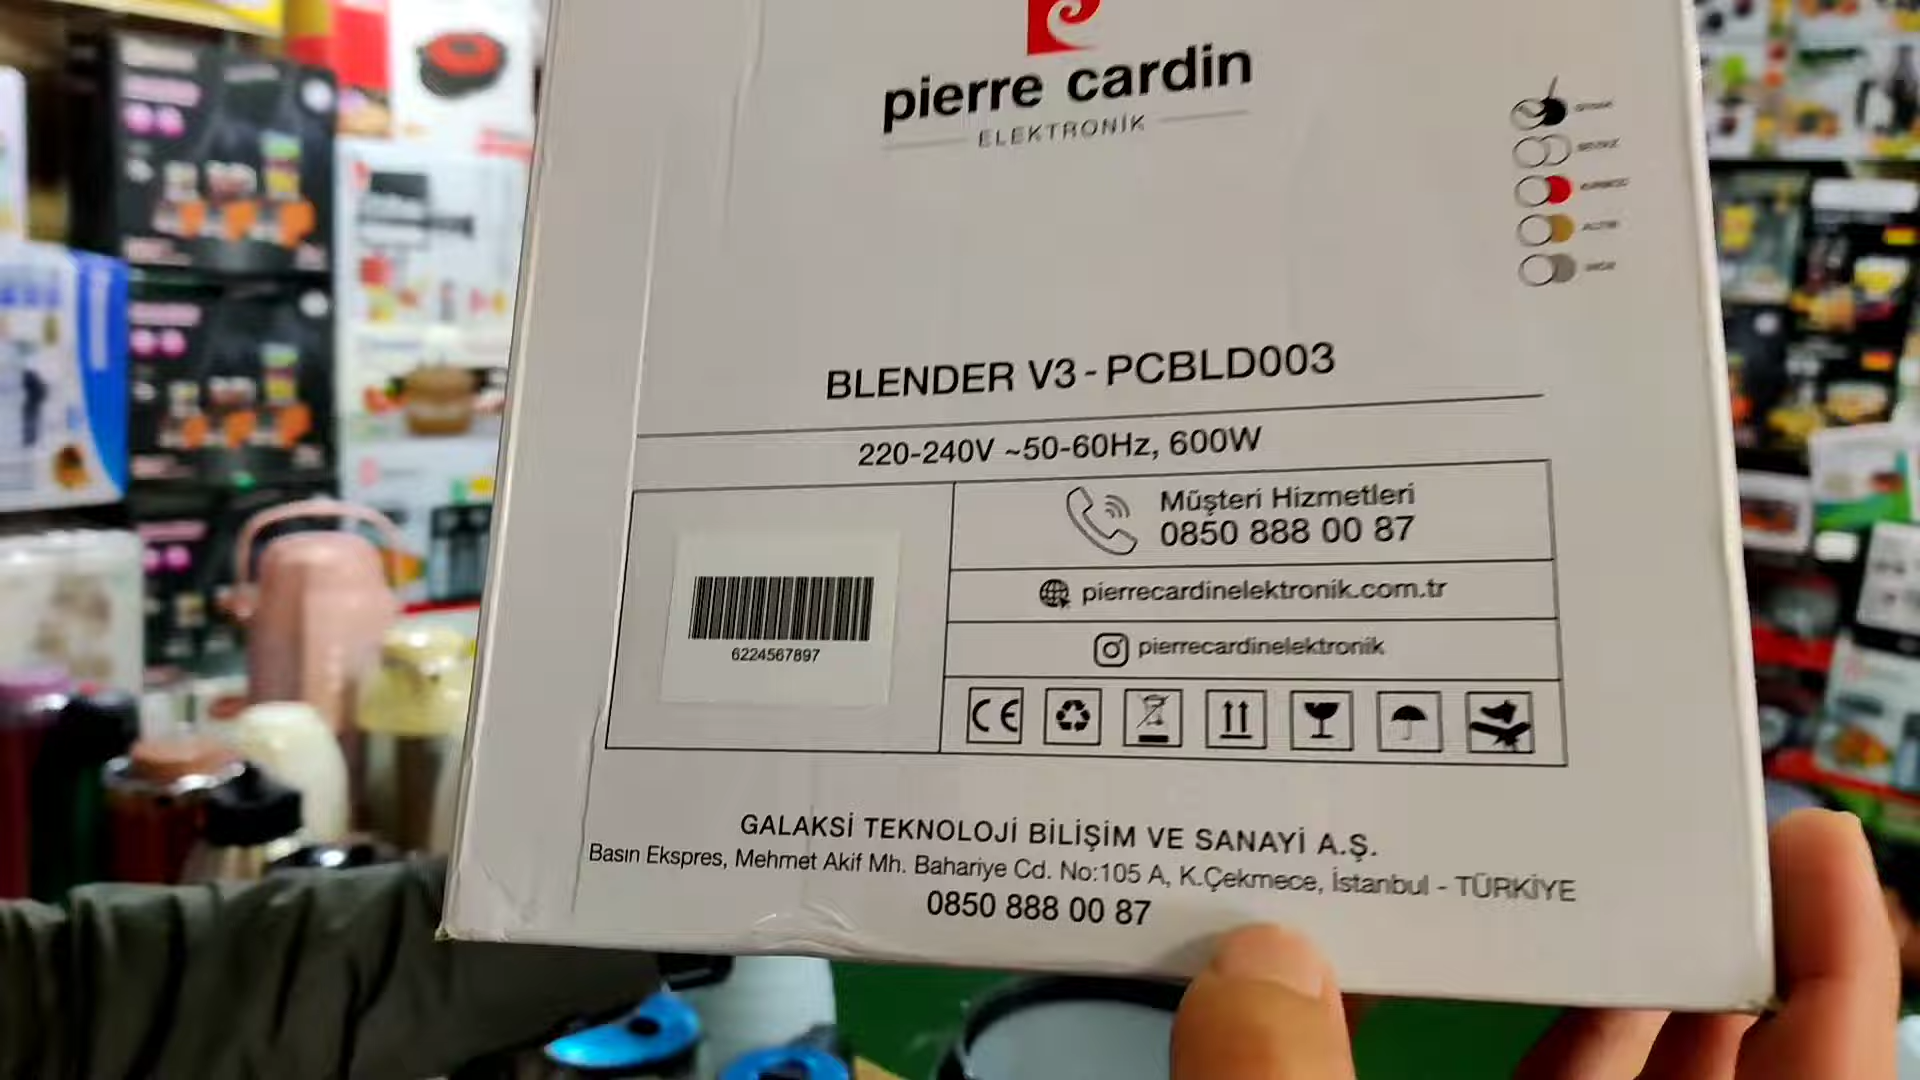 pierre cardin
ELEKTRONİK
BLENDER V3 - PCBLD003
220-240V ~50-60Hz, 600W
Müşteri Hizmetleri
0850 888 00 87
pierrecardinelektronik.com.tr
pierrecardinelektronik
6224567897
CE
GALAKSİ TEKNOLOJİ BİLİŞİM VE SANAYİ A.Ş.
Basın Ekspres, Mehmet Akif Mh. Bahariye Cd. No:105 A, K.Çekmece, İstanbul - TÜRKİYE
0850 888 00 87